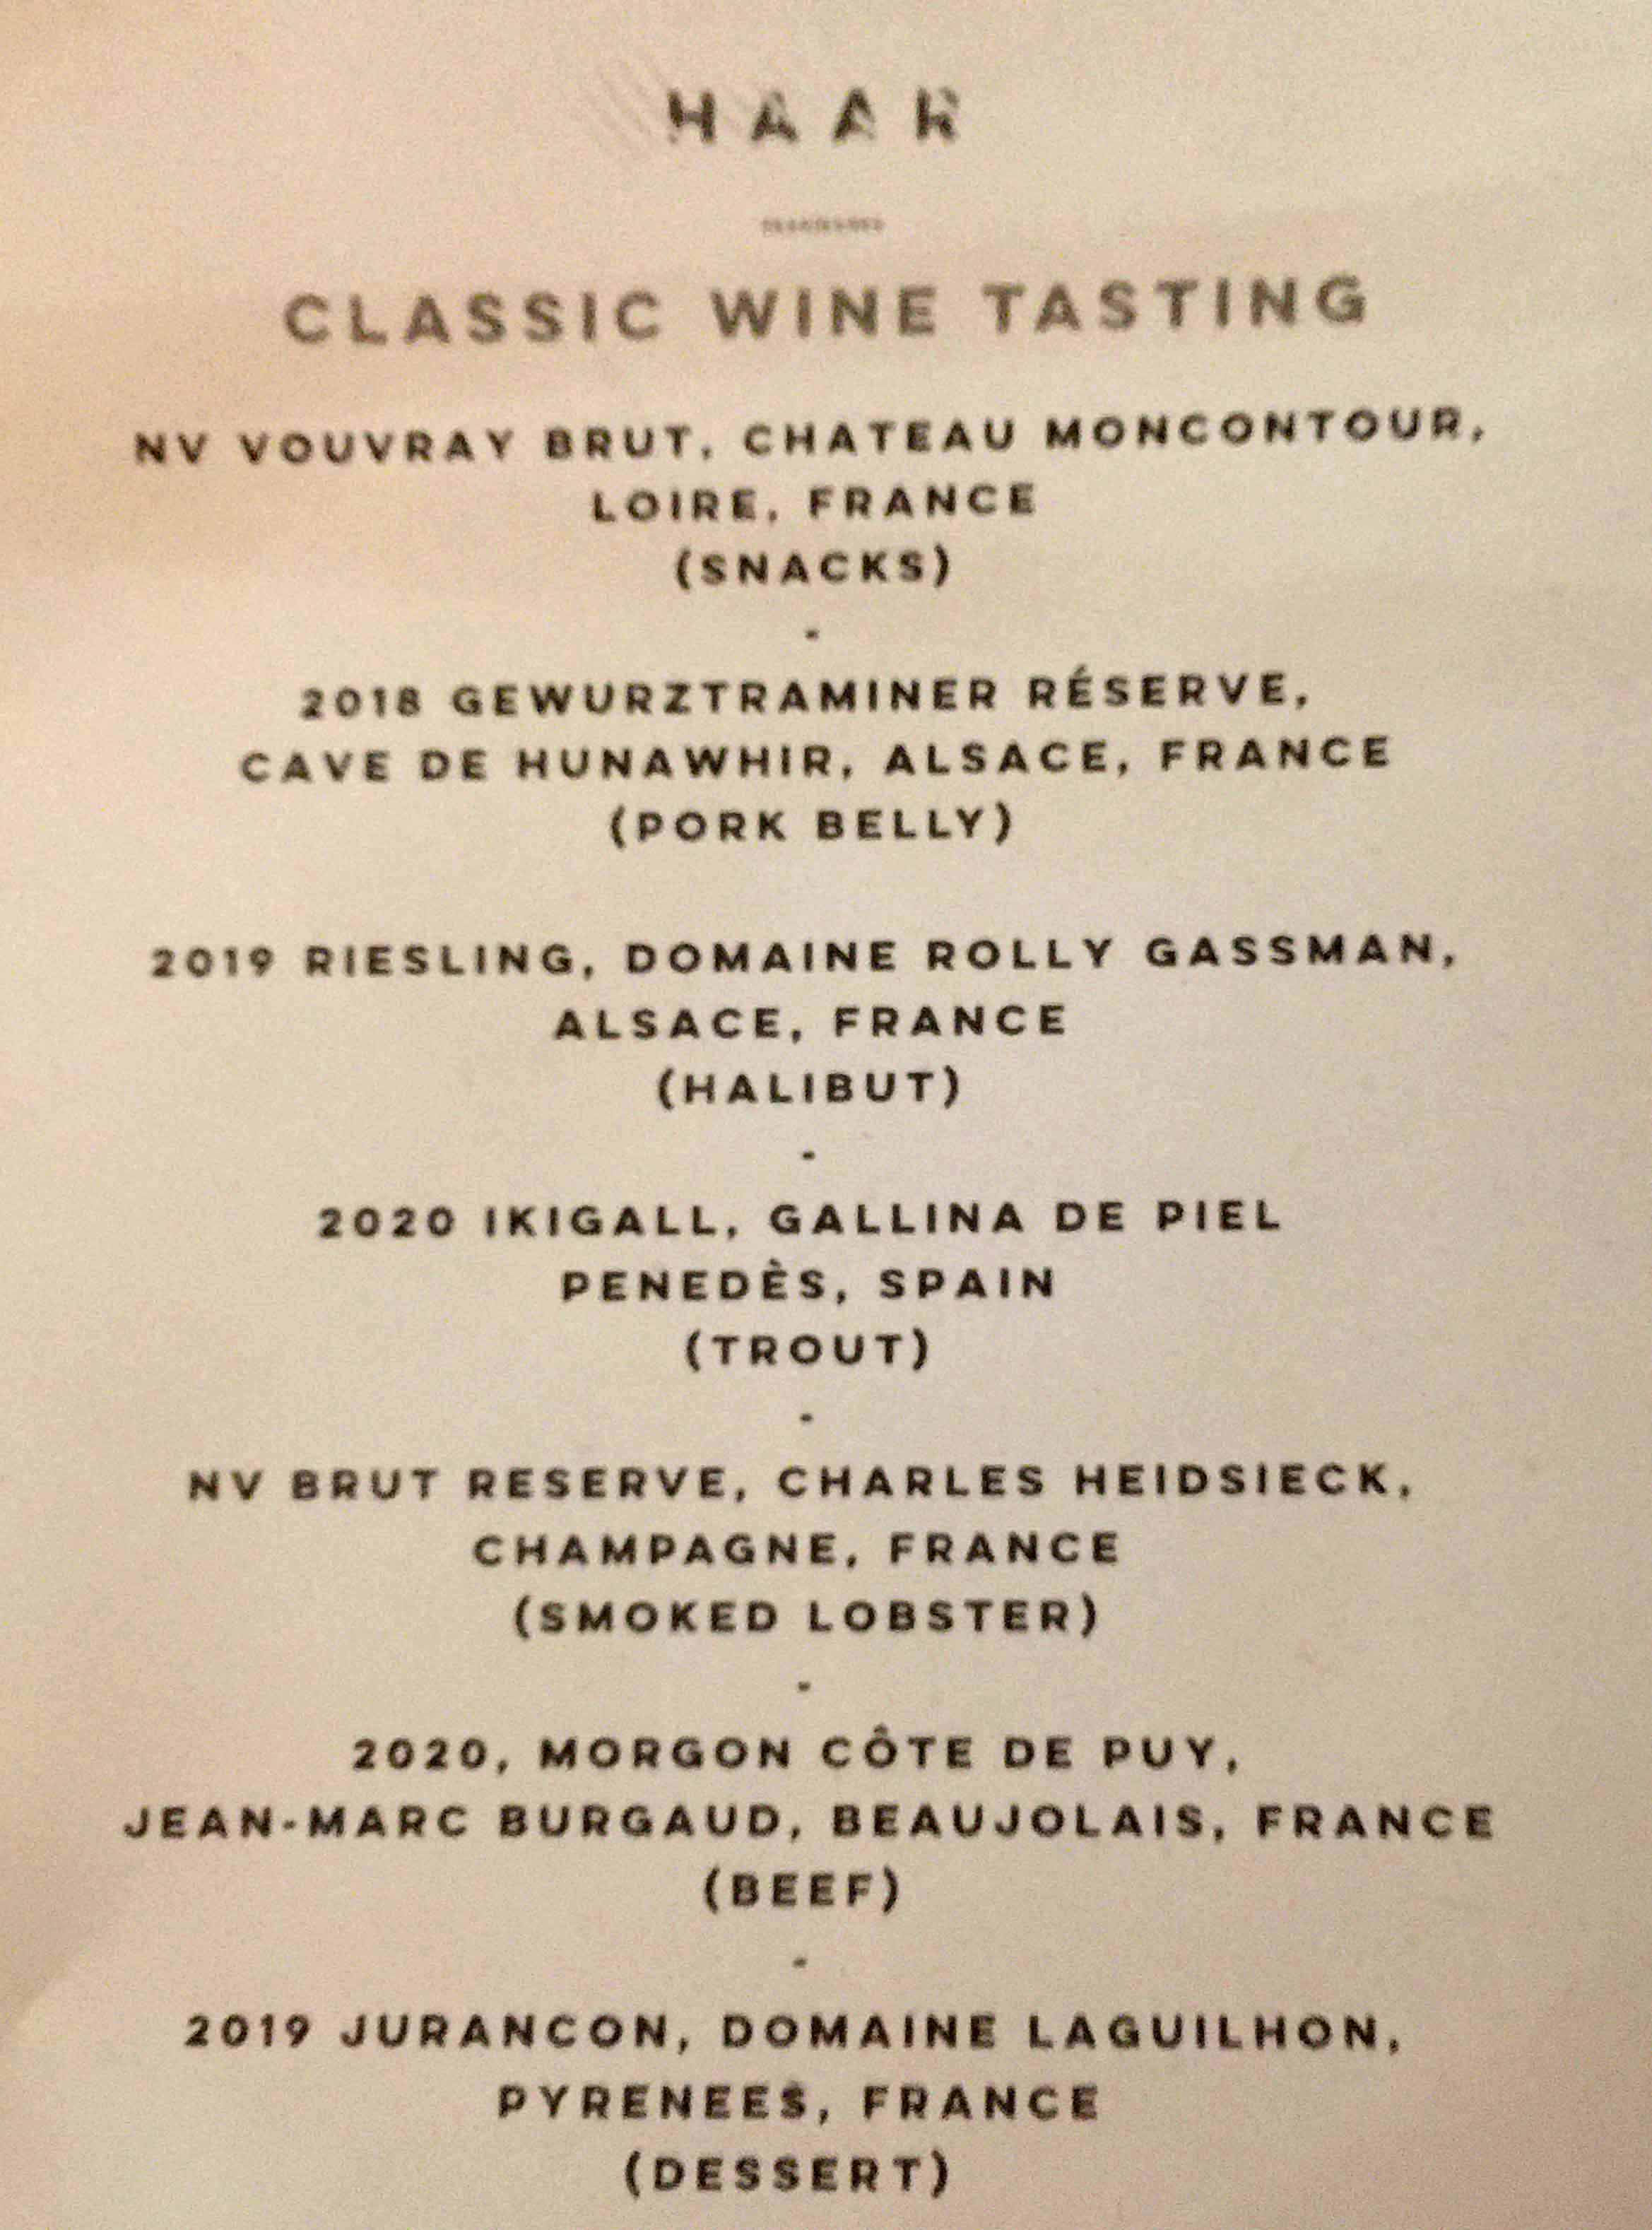 HAAR
CLASSIC WINE TASTING
NV VOUVRAY BRUT, CHATEAU MONCONTOUR,
LOIRE, FRANCE
(SNACKS)
-
2018 GEWURZTRAMINER RÉSERVE,
CAVE DE HUNAWHIR, ALSACE, FRANCE
(PORK BELLY)
2019 RIESLING, DOMAINE ROLLY GASSMAN,
ALSACE, FRANCE
(HALIBUT)
-
2020 IKIGALL, GALLINA DE PIEL
PENEDÈS, SPAIN
(TROUT)
-
NV BRUT RESERVE, CHARLES HEIDSIECK,
CHAMPAGNE, FRANCE
(SMOKED LOBSTER)
-
2020, MORGON CÔTE DE PUY,
JEAN-MARC BURGAUD, BEAUJOLAIS, FRANCE
(BEEF)
-
2019 JURANCON, DOMAINE LAGUILHON,
PYRENEES, FRANCE
(DESSERT)